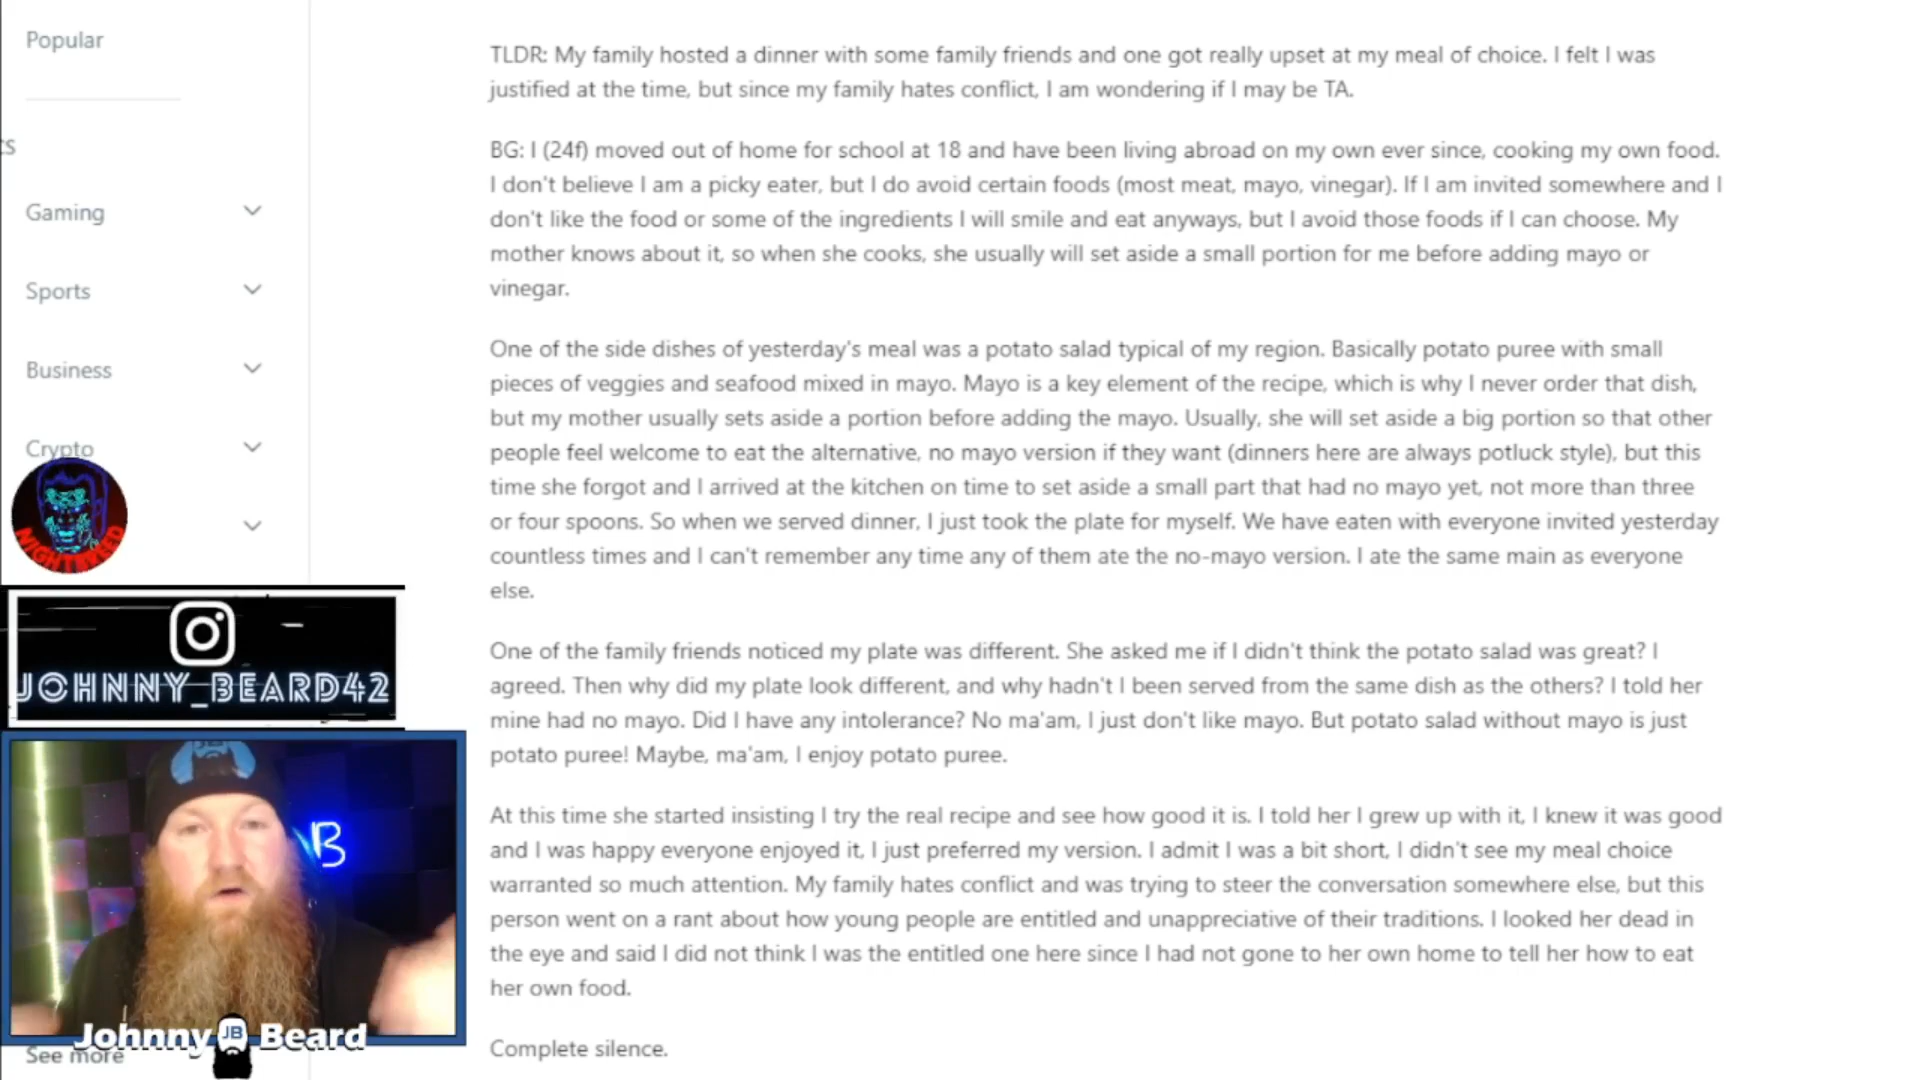 Popular
cs
Gaming
Sports
Business
Crypto
NIGHTBREED
JOHNNY_BEARD42
B
JB
Johnny JB Beard
See more
TLDR: My family hosted a dinner with some family friends and one got really upset at my meal of choice. I felt I was
justified at the time, but since my family hates conflict, I am wondering if I may be TA.
BG: I (24f) moved out of home for school at 18 and have been living abroad on my own ever since, cooking my own food.
I don't believe I am a picky eater, but I do avoid certain foods (most meat, mayo, vinegar). If I am invited somewhere and I
don't like the food or some of the ingredients I will smile and eat anyways, but I avoid those foods if I can choose. My
mother knows about it, so when she cooks, she usually will set aside a small portion for me before adding mayo or
vinegar.
One of the side dishes of yesterday's meal was a potato salad typical of my region. Basically potato puree with small
pieces of veggies and seafood mixed in mayo. Mayo is a key element of the recipe, which is why I never order that dish,
but my mother usually sets aside a portion before adding the mayo. Usually, she will set aside a big portion so that other
people feel welcome to eat the alternative, no mayo version if they want (dinners here are always potluck style), but this
time she forgot and I arrived at the kitchen on time to set aside a small part that had no mayo yet, not more than three
or four spoons. So when we served dinner, I just took the plate for myself. We have eaten with everyone invited yesterday
countless times and I can't remember any time any of them ate the no-mayo version. I ate the same main as everyone
else.
One of the family friends noticed my plate was different. She asked me if I didn't think the potato salad was great? I
agreed. Then why did my plate look different, and why hadn't I been served from the same dish as the others? I told her
mine had no mayo. Did I have any intolerance? No ma'am, I just don't like mayo. But potato salad without mayo is just
potato puree! Maybe, ma'am, I enjoy potato puree.
At this time she started insisting I try the real recipe and see how good it is. I told her I grew up with it, I knew it was good
and I was happy everyone enjoyed it, I just preferred my version. I admit I was a bit short, I didn't see my meal choice
warranted so much attention. My family hates conflict and was trying to steer the conversation somewhere else, but this
person went on a rant about how young people are entitled and unappreciative of their traditions. I looked her dead in
the eye and said I did not think I was the entitled one here since I had not gone to her own home to tell her how to eat
her own food.
Complete silence.